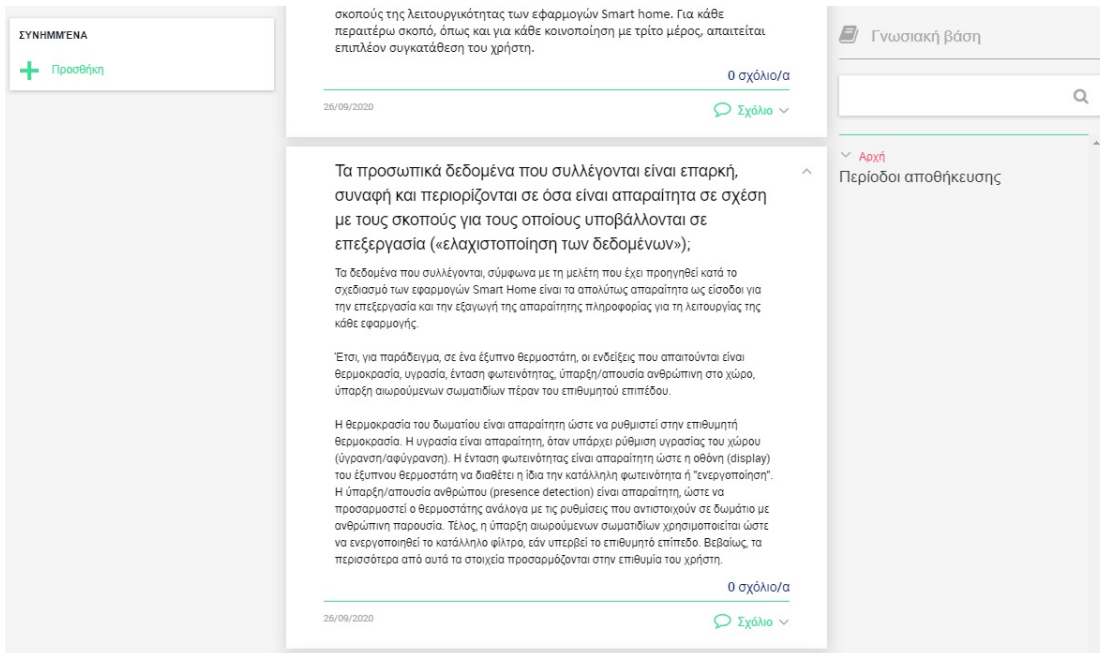 ΣΥΝΗΜΜΈΝΑ
Προσθήκη
σκοπούς της λειτουργικότητας των εφαρμογών Smart home. Για κάθε
περαιτέρω σκοπό, όπως και για κάθε κοινοποίηση με τρίτο μέρος, απαιτείται
επιπλέον συγκατάθεση του χρήστη.
0 σχόλιο/α
26/09/2020
Σχόλιο
Τα προσωπικά δεδομένα που συλλέγονται είναι επαρκή,
συναφή και περιορίζονται σε όσα είναι απαραίτητα σε σχέση
με τους σκοπούς για τους οποίους υποβάλλονται σε
επεξεργασία («ελαχιστοποίηση των δεδομένων»);
Τα δεδομένα που συλλέγονται, σύμφωνα με τη μελέτη που έχει προηγηθεί κατά το
σχεδιασμό των εφαρμογών Smart Home είναι τα απολύτως απαραίτητα ως είσοδοι για
την επεξεργασία και την εξαγωγή της απαραίτητης πληροφορίας για τη λειτουργίας της
κάθε εφαρμογής.
Έτσι, για παράδειγμα, σε ένα έξυπνο θερμοστάτη, οι ενδείξεις που απαιτούνται είναι
θερμοκρασία, υγρασία, ένταση φωτεινότητας, ύπαρξη/απουσία ανθρώπινη στο χώρο,
ύπαρξη αιωρούμενων σωματιδίων πέραν του επιθυμητού επιπέδου.
Η θερμοκρασία του δωματίου είναι απαραίτητη ώστε να ρυθμιστεί στην επιθυμητή
θερμοκρασία. Η υγρασία είναι απαραίτητη, όταν υπάρχει ρύθμιση υγρασίας του χώρου
(ύγρανση/αφύγρανση). Η ένταση φωτεινότητας είναι απαραίτητη ώστε η οθόνη (display)
του έξυπνου θερμοστάτη να διαθέτει η ίδια την κατάλληλη φωτεινότητα ή "ενεργοποίηση".
Η ύπαρξη/απουσία ανθρώπου (presence detection) είναι απαραίτητη, ώστε να
προσαρμοστεί ο θερμοστάτης ανάλογα με τις ρυθμίσεις που αντιστοιχούν σε δωμάτιο με
ανθρώπινη παρουσία. Τέλος, η ύπαρξη αιωρούμενων σωματιδίων χρησιμοποιείται ώστε
να ενεργοποιηθεί το κατάλληλο φίλτρο, εάν υπερβεί το επιθυμητό επίπεδο. Βεβαίως, τα
περισσότερα από αυτά τα στοιχεία προσαρμόζονται στην επιθυμία του χρήστη.
0 σχόλιο/α
26/09/2020
Σχόλιο
Γνωσιακή βάση
Αρχή
Περίοδοι αποθήκευσης